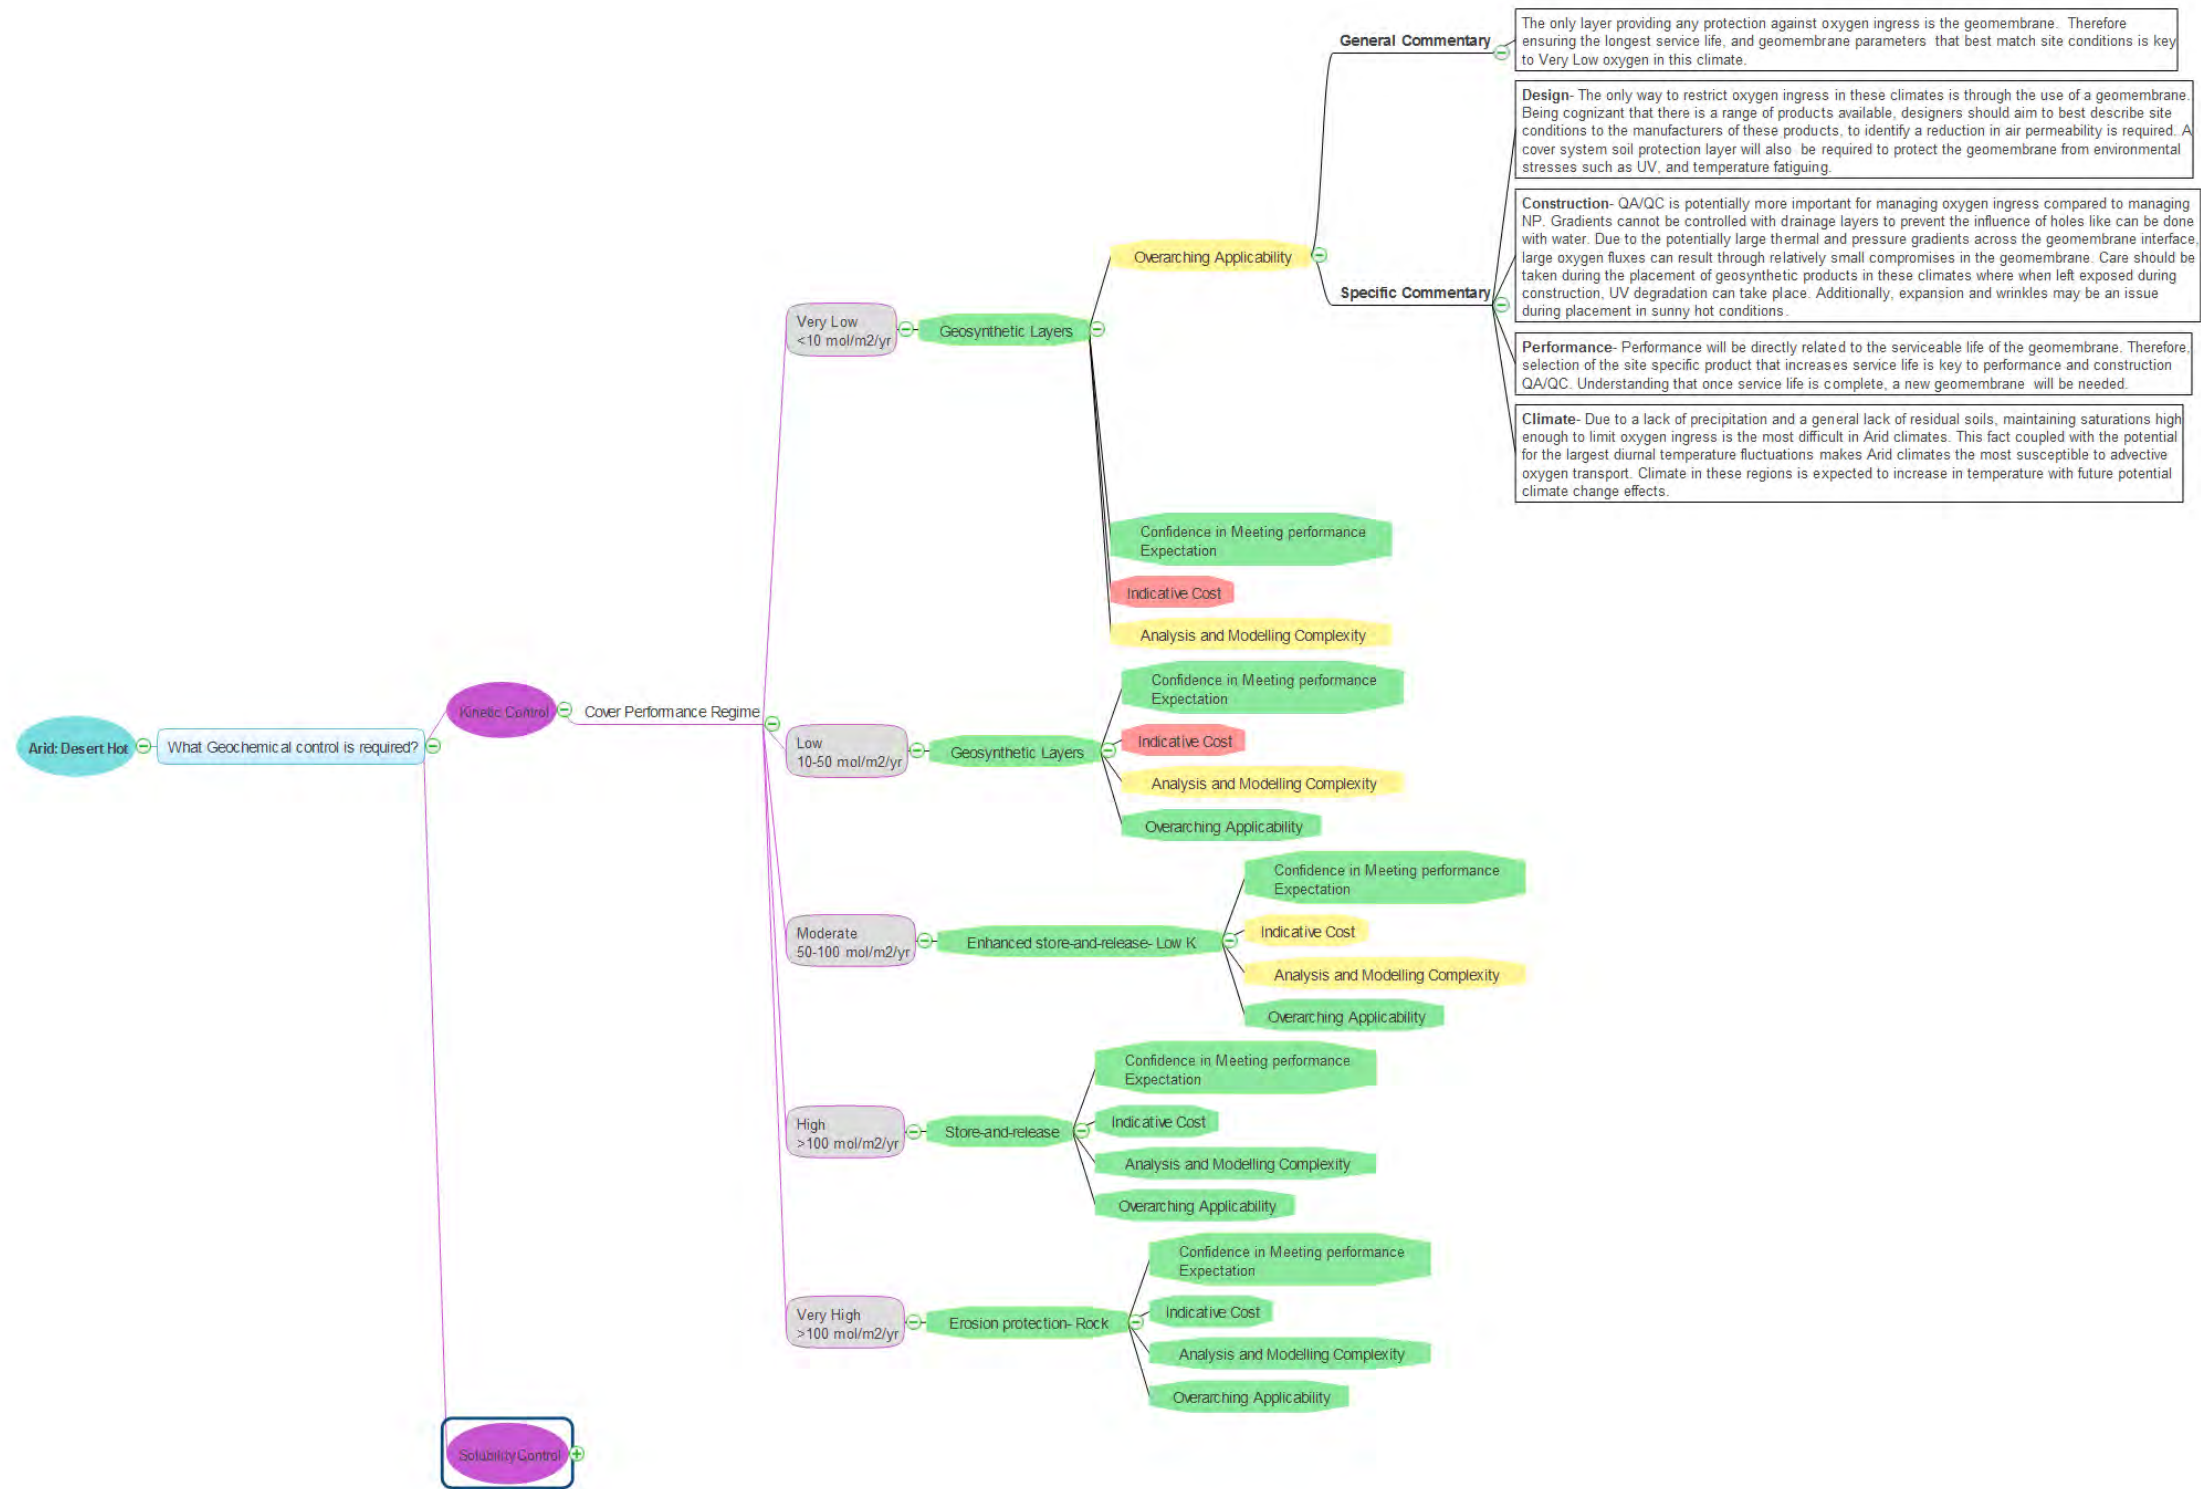 Arid: Desert Hot
What Geochemical control is required?
Kinetic Control
Cover Performance Regime
Very Low
<10 mol/m2/yr
Geosynthetic Layers
Overarching Applicability
General Commentary
The only layer providing any protection against oxygen ingress is the geomembrane. Therefore
ensuring the longest service life, and geomembrane parameters that best match site conditions is key
to Very Low oxygen in this climate.
Specific Commentary
Design- The only way to restrict oxygen ingress in these climates is through the use of a geomembrane.
Being cognizant that there is a range of products available, designers should aim to best describe site
conditions to the manufacturers of these products, to identify a reduction in air permeability is required. A
cover system soil protection layer will also be required to protect the geomembrane from environmental
stresses such as UV, and temperature fatiguing.
Construction- QA/QC is potentially more important for managing oxygen ingress compared to managing
NP. Gradients cannot be controlled with drainage layers to prevent the influence of holes like can be done
with water. Due to the potentially large thermal and pressure gradients across the geomembrane interface,
large oxygen fluxes can result through relatively small compromises in the geomembrane. Care should be
taken during the placement of geosynthetic products in these climates where when left exposed during
construction, UV degradation can take place. Additionally, expansion and wrinkles may be an issue
during placement in sunny hot conditions.
Performance- Performance will be directly related to the serviceable life of the geomembrane. Therefore,
selection of the site specific product that increases service life is key to performance and construction
QA/QC. Understanding that once service life is complete, a new geomembrane will be needed.
Climate- Due to a lack of precipitation and a general lack of residual soils, maintaining saturations high
enough to limit oxygen ingress is the most difficult in Arid climates. This fact coupled with the potential
for the largest diurnal temperature fluctuations makes Arid climates the most susceptible to advective
oxygen transport. Climate in these regions is expected to increase in temperature with future potential
climate change effects.
Confidence in Meeting performance
Expectation
Indicative Cost
Analysis and Modelling Complexity
Low
10-50 mol/m2/yr
Geosynthetic Layers
Confidence in Meeting performance
Expectation
Indicative Cost
Analysis and Modelling Complexity
Overarching Applicability
Moderate
50-100 mol/m2/yr
Enhanced store-and-release- Low K
Confidence in Meeting performance
Expectation
Indicative Cost
Analysis and Modelling Complexity
Overarching Applicability
High
>100 mol/m2/yr
Store-and-release
Confidence in Meeting performance
Expectation
Indicative Cost
Analysis and Modelling Complexity
Overarching Applicability
Very High
>100 mol/m2/yr
Erosion protection- Rock
Confidence in Meeting performance
Expectation
Indicative Cost
Analysis and Modelling Complexity
Overarching Applicability
Solubility Control